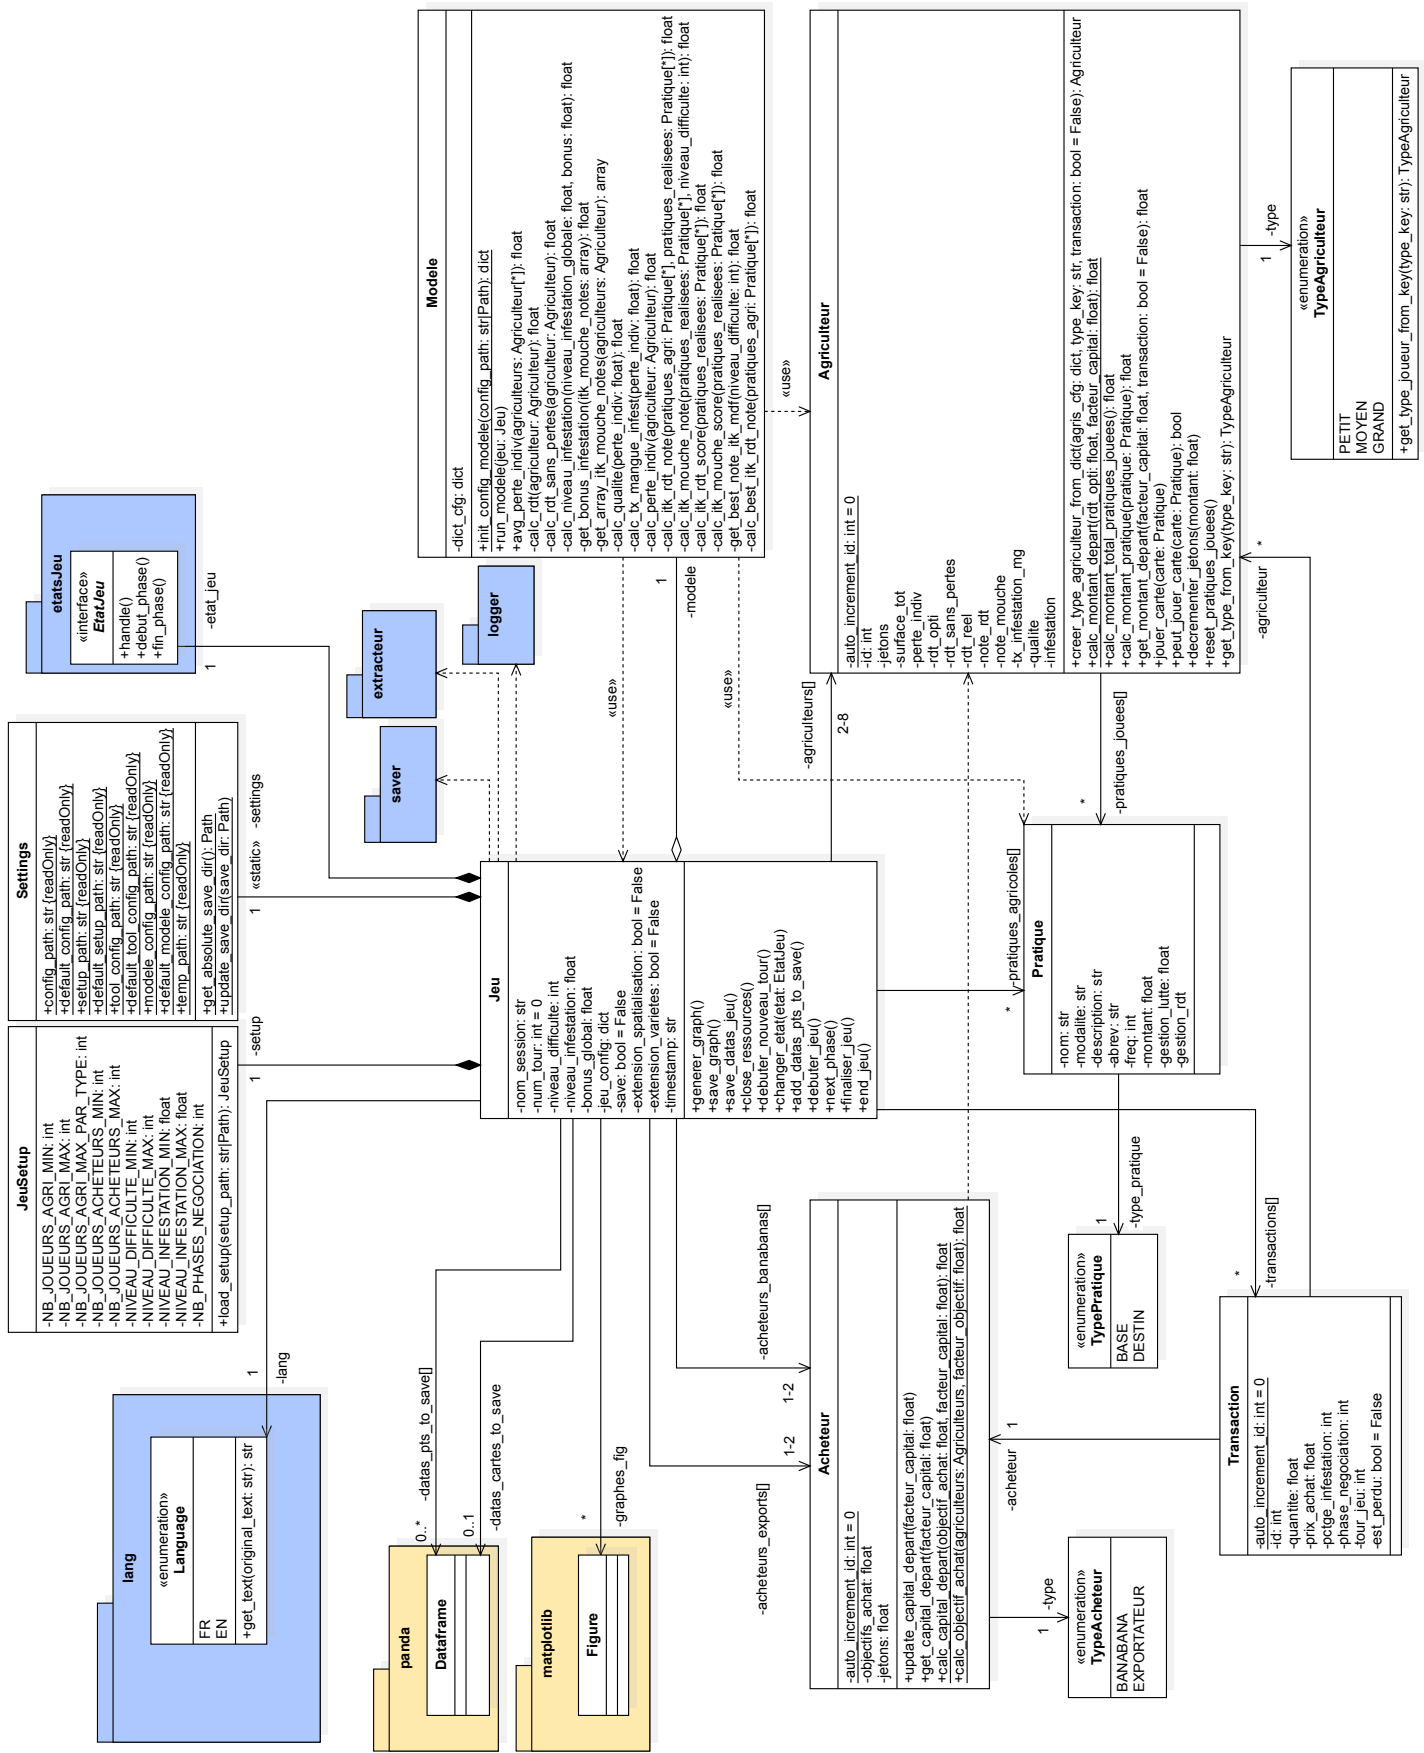 lang
«enumeration»
Language
FR
EN
+get_text(original_text: str): str
1
-lang
JeuSetup
-NB_JOUEURS_AGRI_MIN: int
-NB_JOUEURS_AGRI_MAX: int
-NB_JOUEURS_AGRI_MAX_PAR_TYPE: int
-NB_JOUEURS_ACHETEURS_MIN: int
-NB_JOUEURS_ACHETEURS_MAX: int
-NIVEAU_DIFFICULTE_MIN: int
-NIVEAU_DIFFICULTE_MAX: int
-NIVEAU_INFESTATION_MIN: float
-NIVEAU_INFESTATION_MAX: float
-NB_PHASES_NEGOCIATION: int
+load_setup(setup_path: str|Path): JeuSetup
1
-setup
Settings
+config_path: str {readOnly}
+default_config_path: str {readOnly}
+setup_path: str {readOnly}
+default_setup_path: str {readOnly}
+tool_config_path: str {readOnly}
+default_tool_config_path: str {readOnly}
+modele_config_path: str {readOnly}
+default_modele_config_path: str {readOnly}
+temp_path: str {readOnly}
+get_absolute_save_dir(): Path
+update_save_dir(save_dir: Path)
1
«static»
-settings
etatsJeu
«interface»
EtatJeu
+handle()
+debut_phase()
+fin_phase()
1
-etat_jeu
saver
extracteur
logger
panda
Dataframe
0..*
-datas_pts_to_save[]
0..1
-datas_cartes_to_save
matplotlib
Figure
*
-graphes_fig
Jeu
-nom_session: str
-num_tour: int = 0
-niveau_difficulte: int
-niveau_infestation: float
-bonus_global: float
-jeu_config: dict
-save: bool = False
-extension_spatialisation: bool = False
-extension_varietes: bool = False
-timestamp: str
+generer_graph()
+save_graph()
+save_datas_jeu()
+close_ressources()
+debuter_nouveau_tour()
+changer_etat(etat: EtatJeu)
+add_datas_pts_to_save()
+debuter_jeu()
+next_phase()
+finaliser_jeu()
+end_jeu()
Modele
-dict_cfg: dict
+init_config_modele(config_path: str|Path): dict
+run_modele(jeu: Jeu)
+avg_perte_indiv(agriculteurs: Agriculteur[*]): float
-calc_rdt(agriculteur: Agriculteur): float
-calc_rdt_sans_pertes(agriculteur: Agriculteur): float
-calc_niveau_infestation(niveau_infestation_globale: float, bonus: float): float
-get_bonus_infestation(itk_mouche_notes: array): float
-get_array_itk_mouche_notes(agriculteurs: Agriculteur): array
-calc_qualite(perte_indiv: float): float
-calc_tx_mangue_infest(perte_indiv: float): float
-calc_perte_indiv(agriculteur: Agriculteur): float
-calc_itk_rdt_note(pratiques_agri: Pratique[*], pratiques_realisees: Pratique[*]): float
-calc_itk_mouche_note(pratiques_realisees: Pratique[*], niveau_difficulte: int): float
-calc_itk_rdt_score(pratiques_realisees: Pratique[*]): float
-calc_itk_mouche_score(pratiques_realisees: Pratique[*]): float
-get_best_note_itk_mdf(niveau_difficulte: int): float
-calc_best_itk_rdt_note(pratiques_agri: Pratique[*]): float
«use»
1
-modele
«use»
«use»
-acheteurs_exports[]
1-2
1-2
-acheteurs_bananas[]
-agriculteurs[]
2-8
Acheteur
-auto_increment_id: int = 0
-objectifs_achat: float
-jetons: float
+update_capital_depart(facteur_capital: float)
+get_capital_depart(facteur_capital: float)
+calc_capital_depart(objectif_achat: float, facteur_capital: float): float
+calc_objectif_achat(agriculteurs: Agriculteurs, facteur_objectif: float): float
Agriculteur
-auto_increment_id: int = 0
-id: int
-jetons
-surface_tot
-perte_indiv
-rdt_opti
-rdt_sans_pertes
-rdt_reel
-note_rdt
-note_mouche
-tx_infestation_mg
-qualite
-infestation
+creer_type_agriculteur_from_dict(agris_cfg: dict, type_key: str, transaction: bool = False): Agriculteur
+calc_montant_depart(rdt_opti: float, facteur_capital: float): float
+calc_montant_total_pratiques_jouees(): float
+calc_montant_pratique(pratique: Pratique): float
+get_montant_depart(facteur_capital: float, transaction: bool = False): float
+jouer_carte(carte: Pratique)
+peut_jouer_carte(carte: Pratique): bool
+decrementer_jetons(montant: float)
+reset_pratiques_jouees()
+get_type_from_key(type_key: str): TypeAgriculteur
-acheteur
1
*
-pratiques_agricoles[]
*
-pratiques_jouees[]
-agriculteur
*
1
-type
Pratique
-nom: str
-modalite: str
-description: str
-abrev: str
-freq: int
-montant: float
-gestion_lutte: float
-gestion_rdt
1
-type
1
-type_pratique
«enumeration»
TypeAcheteur
BANABANA
EXPORTATEUR
«enumeration»
TypePratique
BASE
DESTIN
*
-transactions[]
Transaction
-auto_increment_id: int = 0
-id: int
-quantite: float
-prix_achat: float
-pctge_infestation: int
-phase_negociation: int
-tour_jeu: int
-est_perdu: bool = False
«enumeration»
TypeAgriculteur
PETIT
MOYEN
GRAND
+get_type_joueur_from_key(type_key: str): TypeAgriculteur